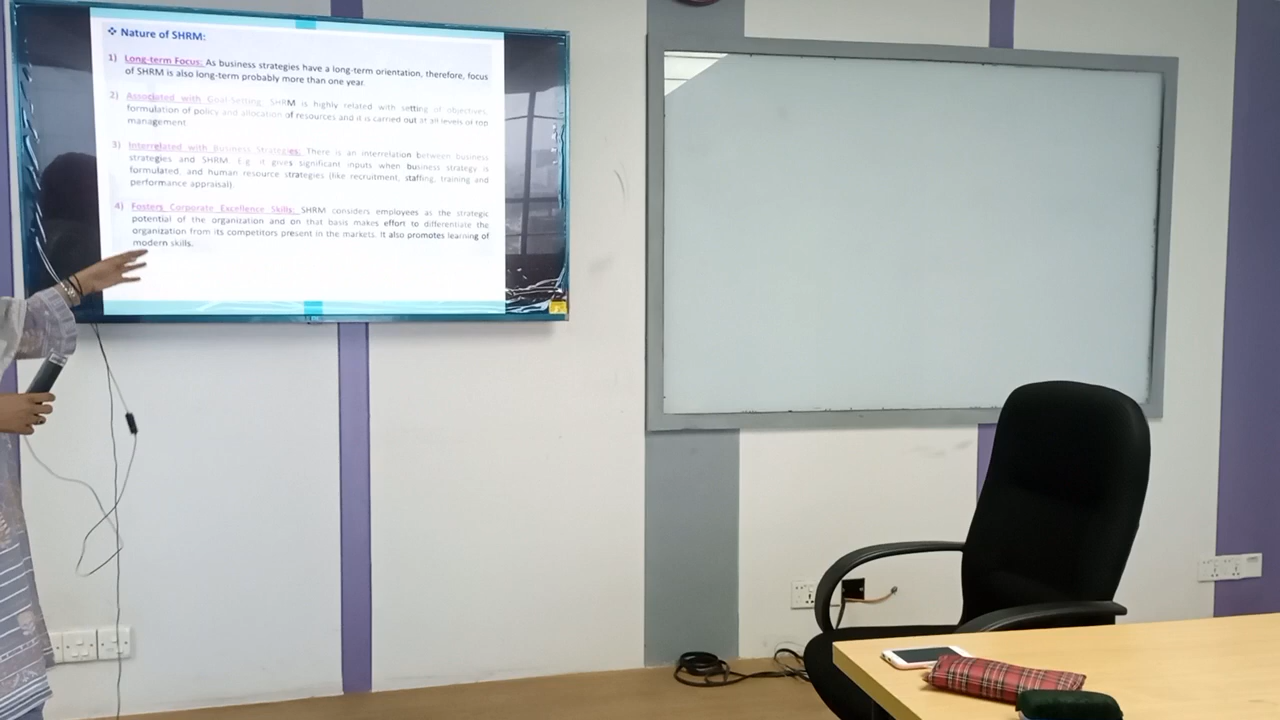 ❖ Nature of SHRM:
1) Long-term Focus: As business strategies have a long-term orientation, therefore, focus
of SHRM is also long-term probably more than one year.
2) Associated with Goal-Setting: SHRM is highly related with setting of objectives,
formulation of policy and allocation of resources and it is carried out at all levels of top
management.
3) Interrelated with Business Strategies: There is an interrelation between business
strategies and SHRM. E.g. it gives significant inputs when business strategy is
formulated, and human resource strategies (like recruitment, staffing, training and
performance appraisal).
4) Fosters Corporate Excellence Skills: SHRM considers employees as the strategic
potential of the organization and on that basis makes effort to differentiate the
organization from its competitors present in the markets. It also promotes learning of
modern skills.